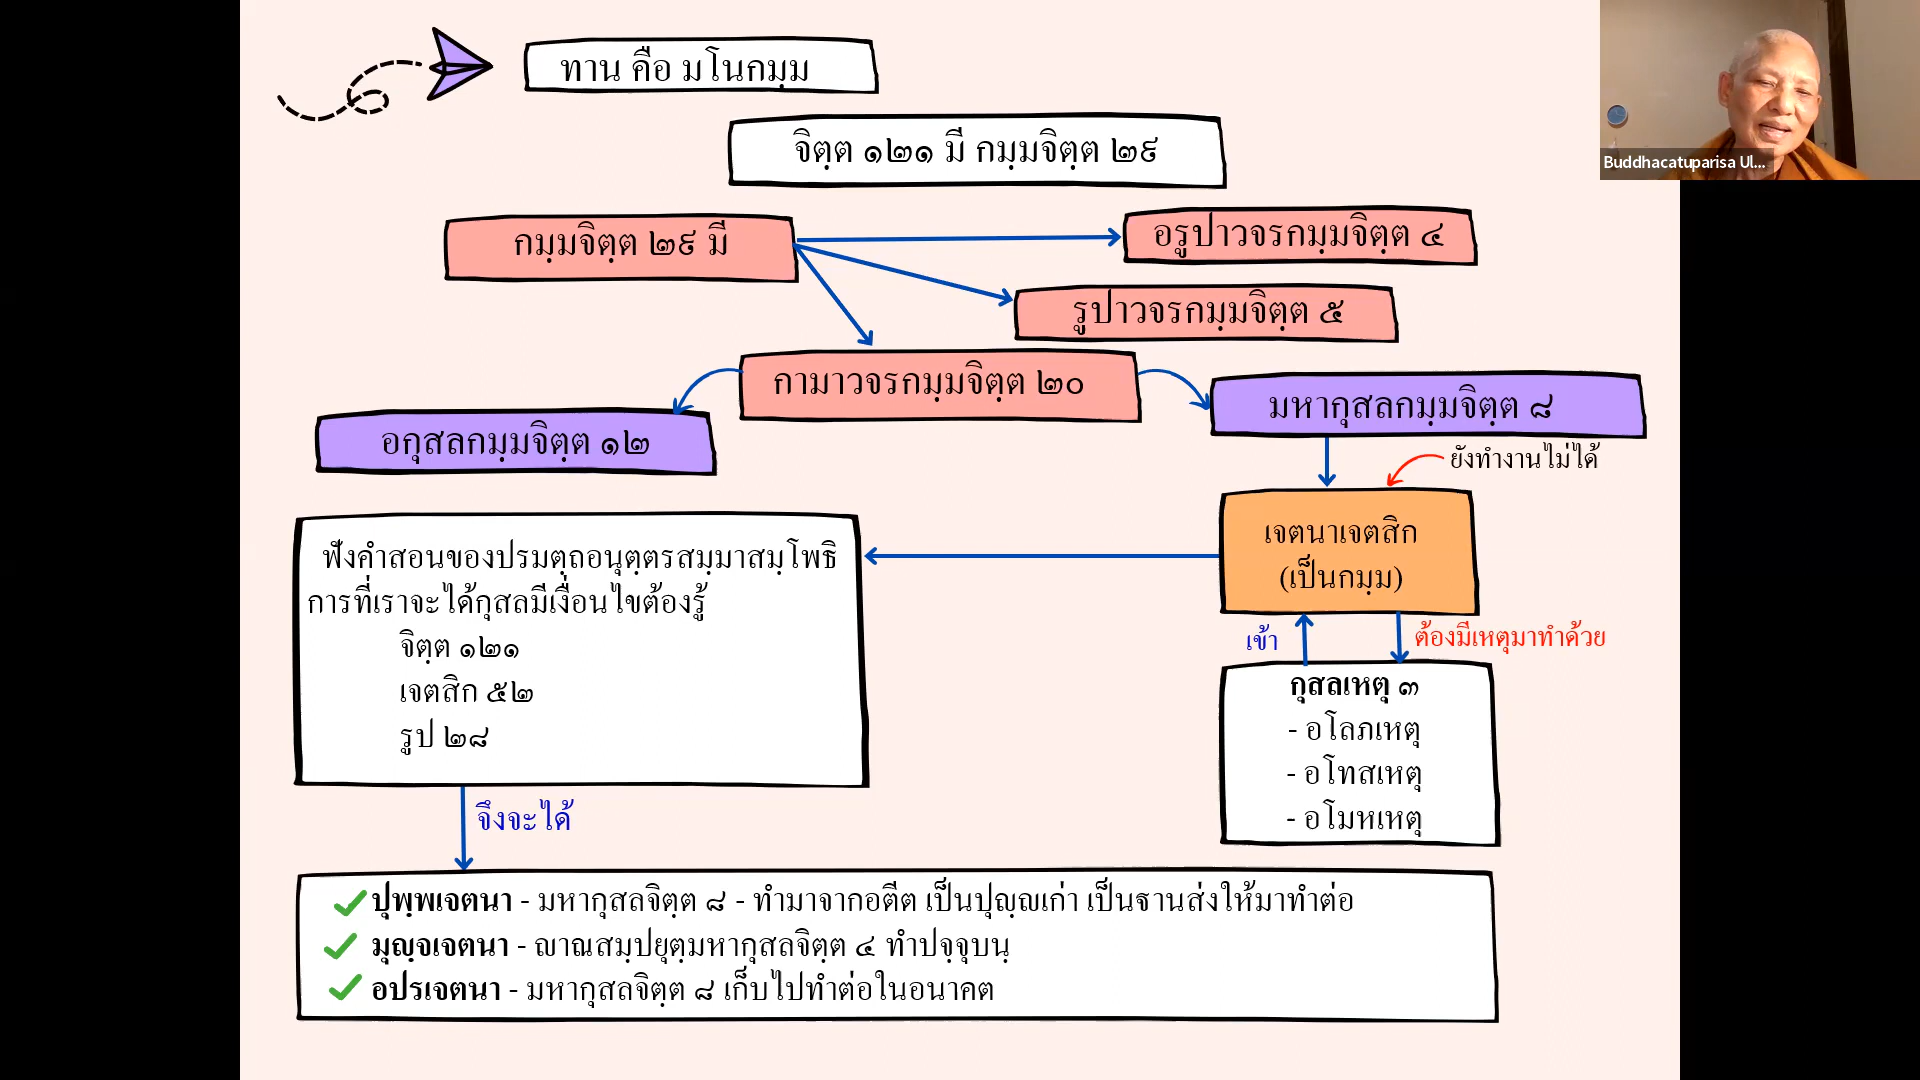 ทาน คือ มโนกมฺม
จิตฺต ๑๒๑ มี กมฺมจิตฺต ๒๙
กมฺมจิตฺต ๒๙ มี
อรูปาวจรกมฺมจิตฺต ๔
รูปาวจรกมฺมจิตฺต ๕
กามาวจรกมฺมจิตฺต ๒๐
อกุสลกมฺมจิตฺต ๑๒
มหากุสลกมฺมจิตฺต ๘
ยังทำงานไม่ได้
เจตนาเจตสิก
(เป็นกมฺม)
เข้า
ต้องมีเหตุมาทำด้วย
กุสลเหตุ ๓
- อโลภเหตุ
- อโทสเหตุ
- อโมหเหตุ
ฟังคำสอนของปรมตฺถอนุตฺตรสมฺมาสมฺโพธิ
การที่เราจะได้กุสลมีเงื่อนไขต้องรู้
จิตฺต ๑๒๑
เจตสิก ๕๒
รูป ๒๘
จึงจะได้
ปุพฺพเจตนา - มหากุสลจิตฺต ๘ - ทำมาจากอตีต เป็นปุญฺญเก่า เป็นฐานส่งให้มาทำต่อ
มุญฺจเจตนา - ญาณสมฺปยุตฺมหากุสลจิตฺต ๔ ทำปจฺจุบนฺ
อปรเจตนา - มหากุสลจิตฺต ๘ เก็บไปทำต่อในอนาคต
Buddhacatuparisa Ul...